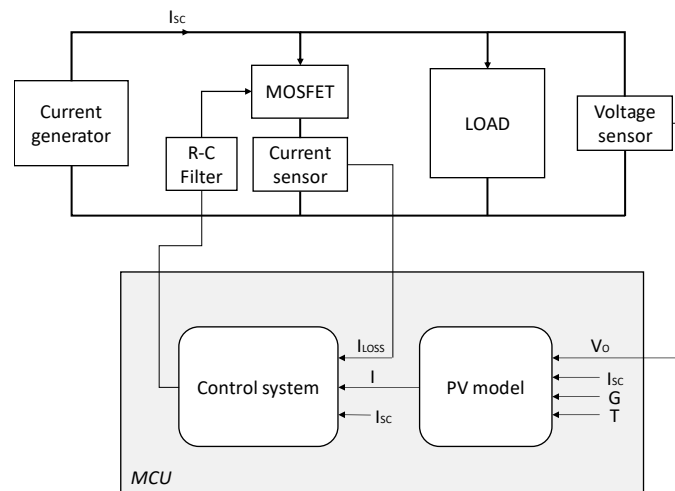 Isc
MOSFET
Current
generator
LOAD
Voltage
sensor
R-C
Filter
Current
sensor
ILOSS
Control system
I
Isc
PV model
Vo
Isc
G
T
MCU